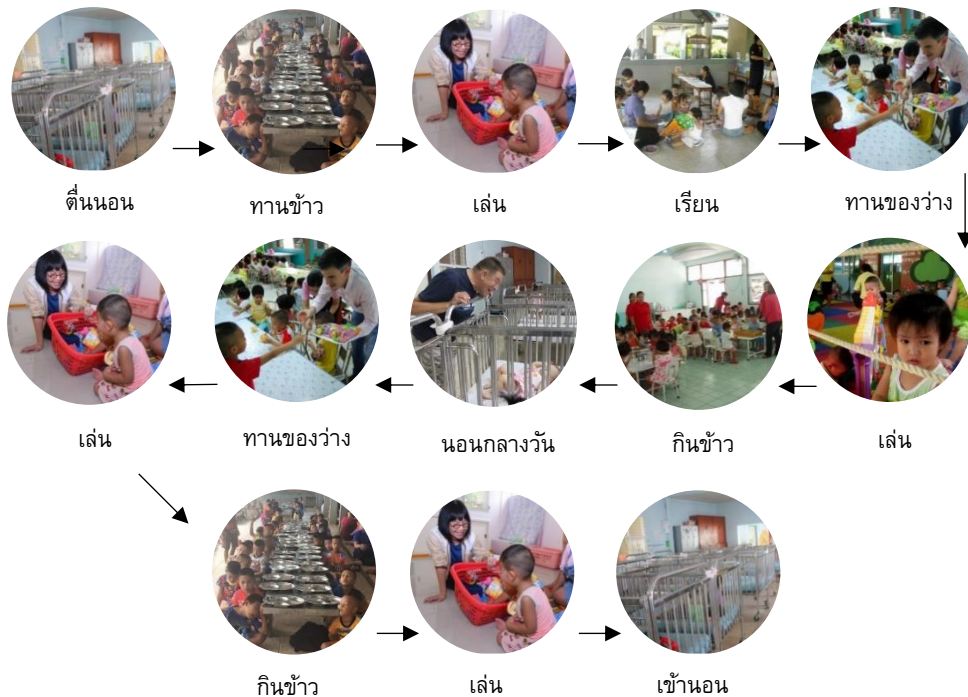 ตื่นนอน
ทานข้าว
เล่น
เรียน
ทานของว่าง
เล่น
กินข้าว
นอนกลางวัน
ทานของว่าง
เล่น
กินข้าว
เล่น
เข้านอน